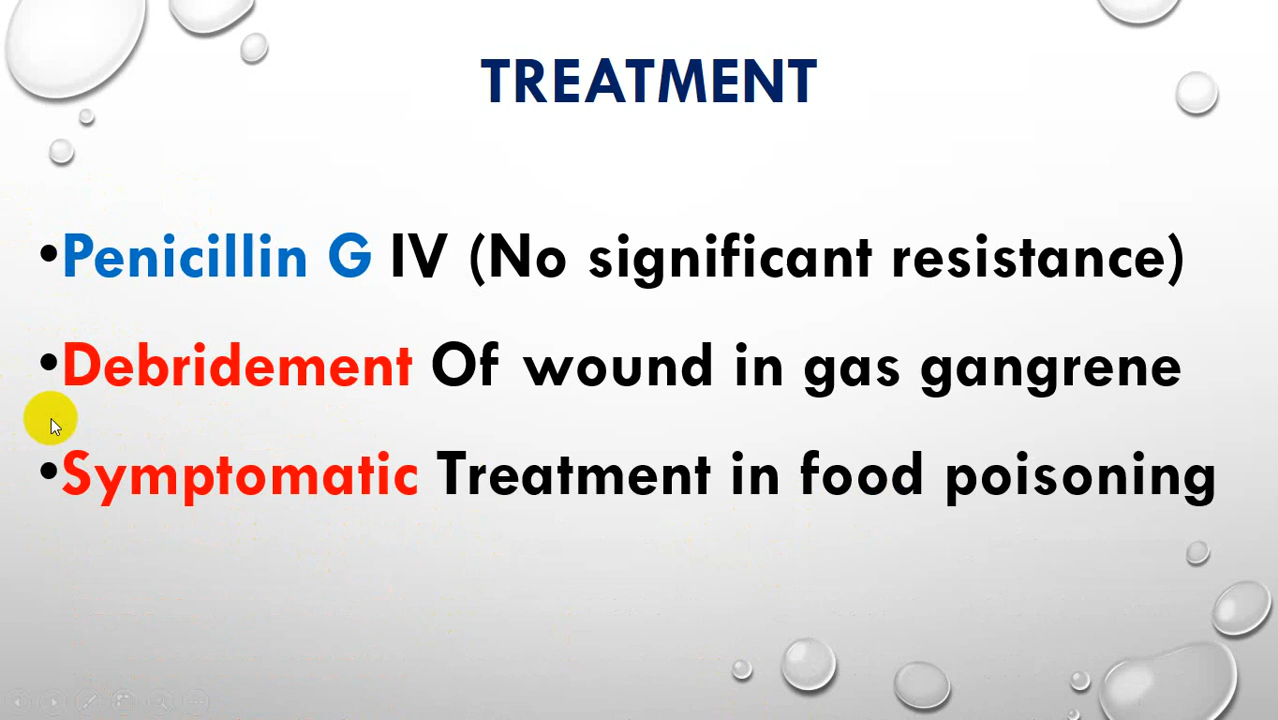 TREATMENT
•Penicillin G IV (No significant resistance)
•Debridement Of wound in gas gangrene
•Symptomatic Treatment in food poisoning